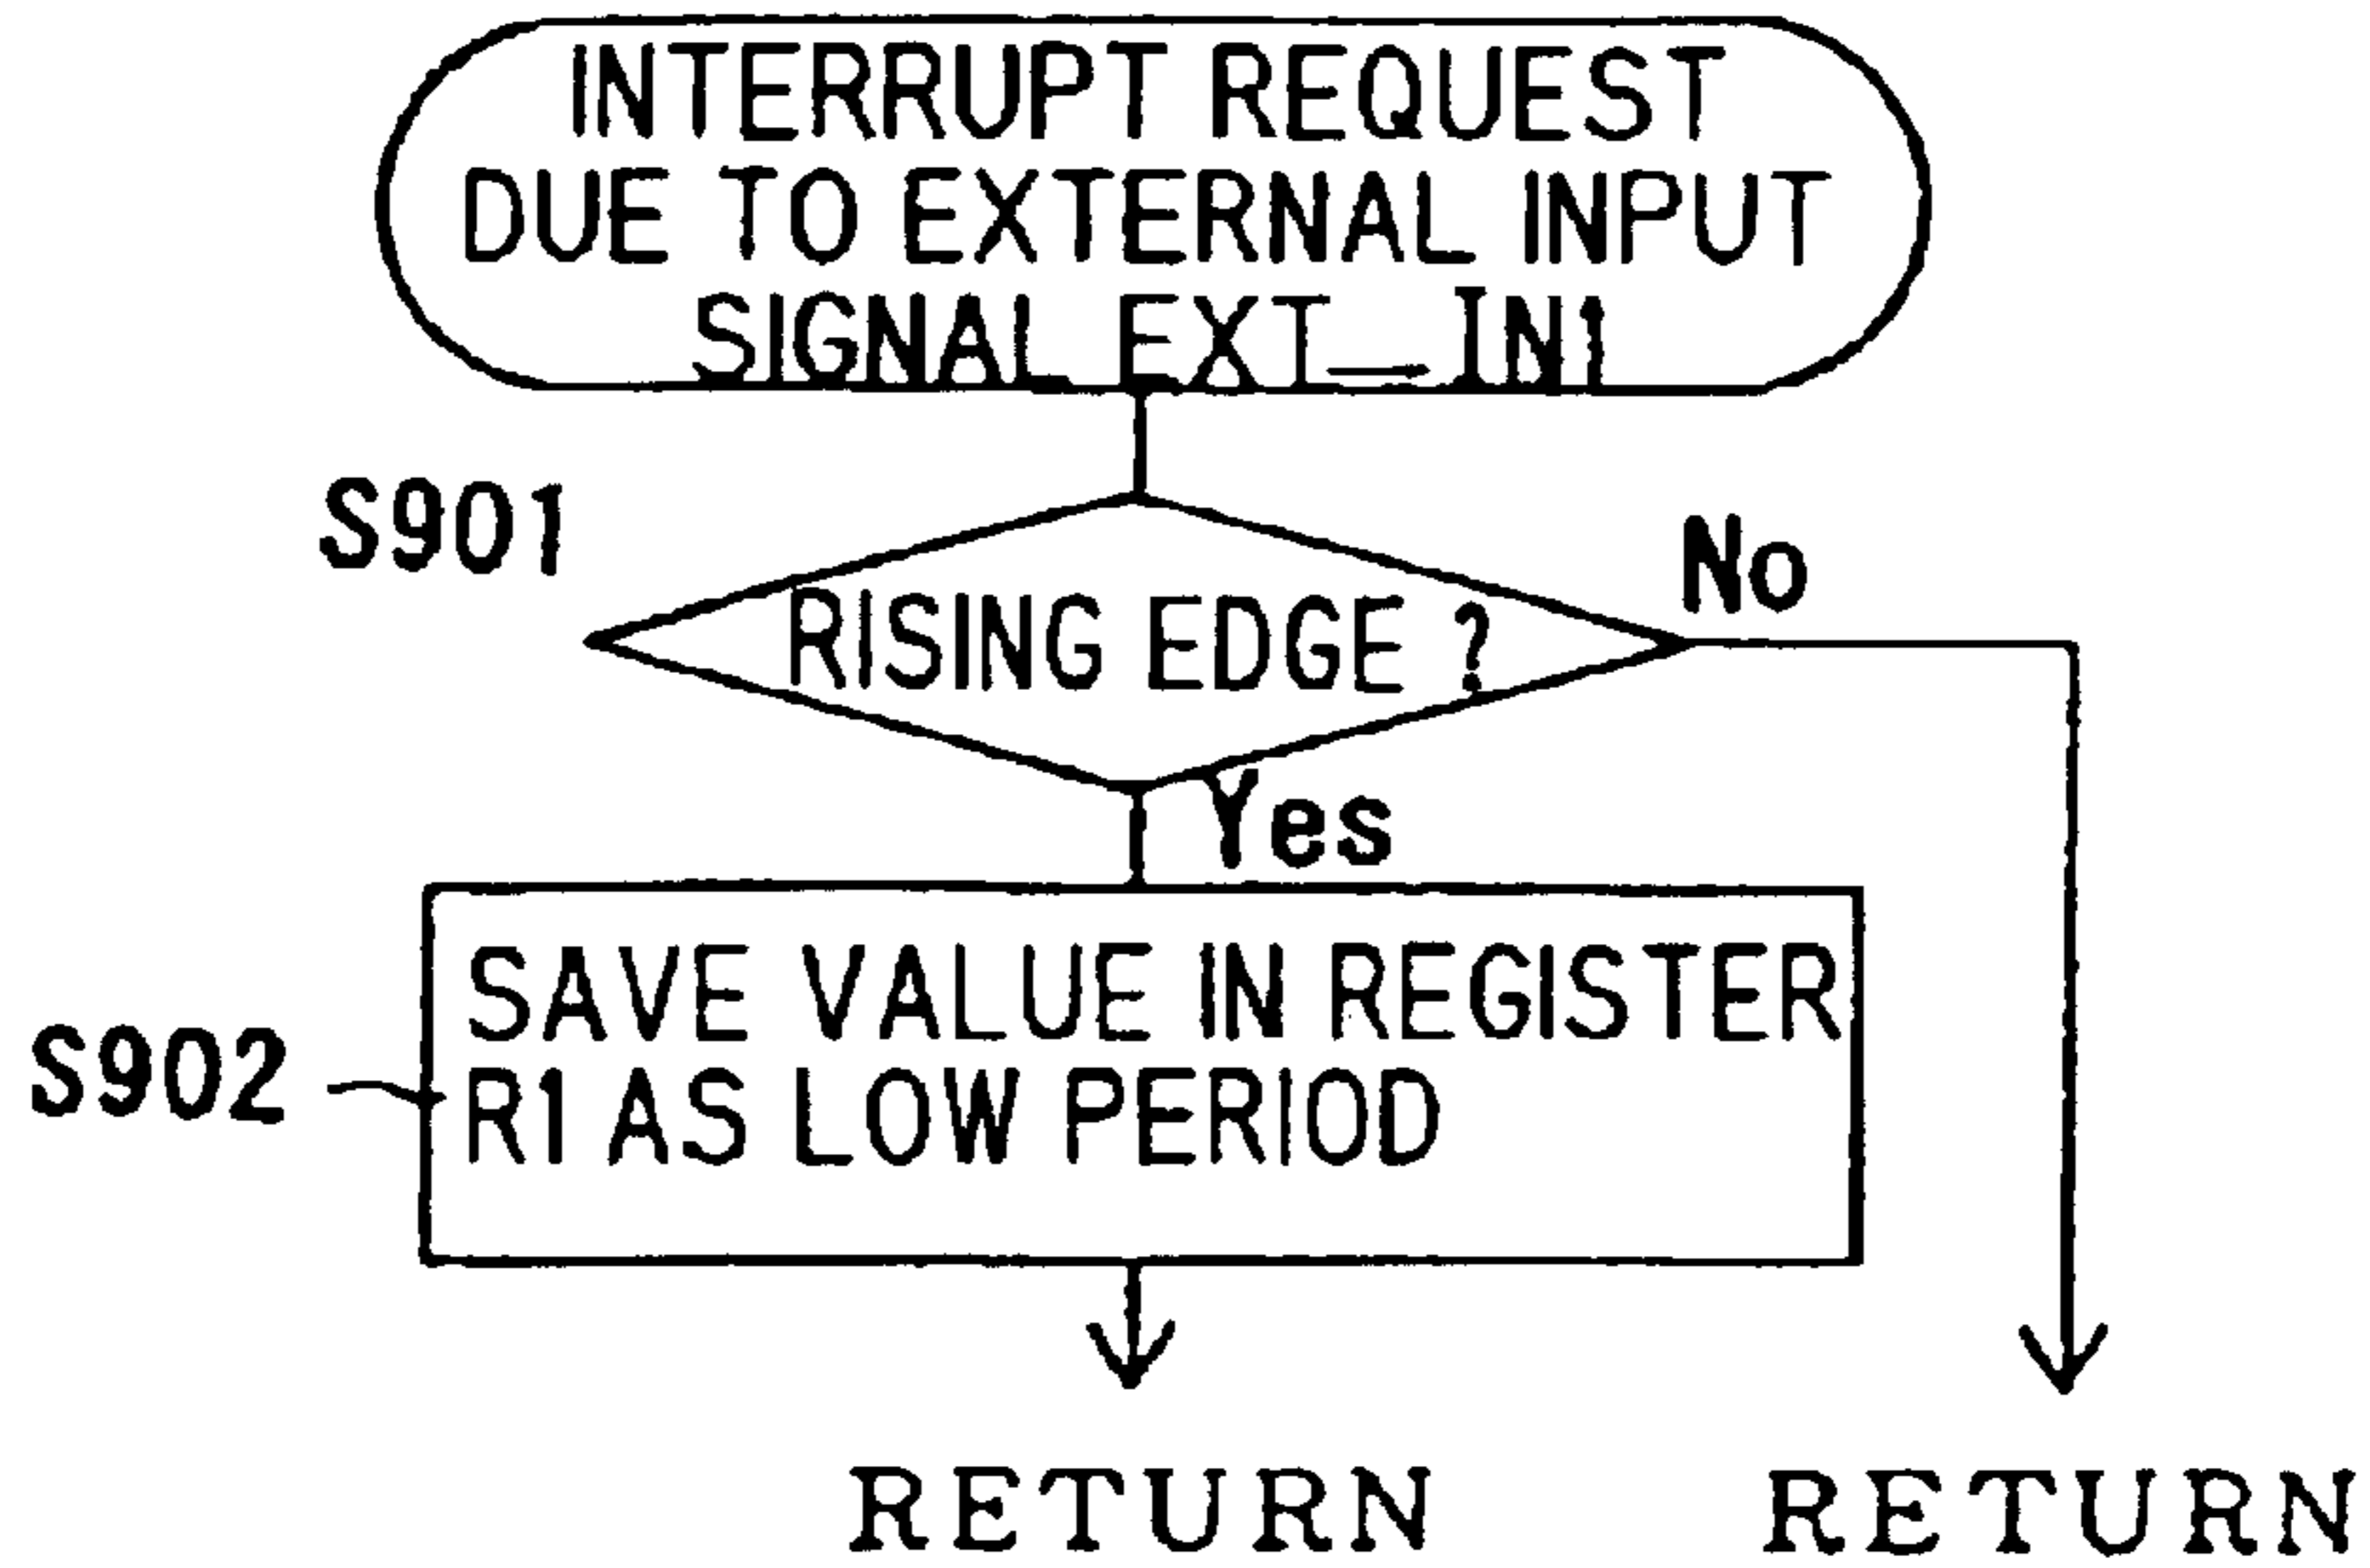 INTERRUPT REQUEST
DUE TO EXTERNAL INPUT
SIGNAL EXT_IN1
S901
RISING EDGE ?
No
Yes
SAVE VALUE IN REGISTER
R1 AS LOW PERIOD
S902
RETURN
RETURN